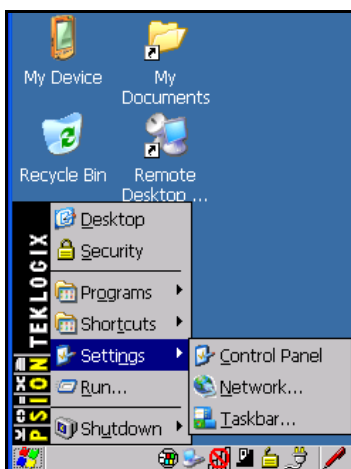 My Device
My
Documents
Recycle Bin
Remote
Desktop ...
PSION TEKLOGIX
Desktop
Security
Programs
Shortcuts
Settings
Run...
Shutdown
Control Panel
Network...
Taskbar...